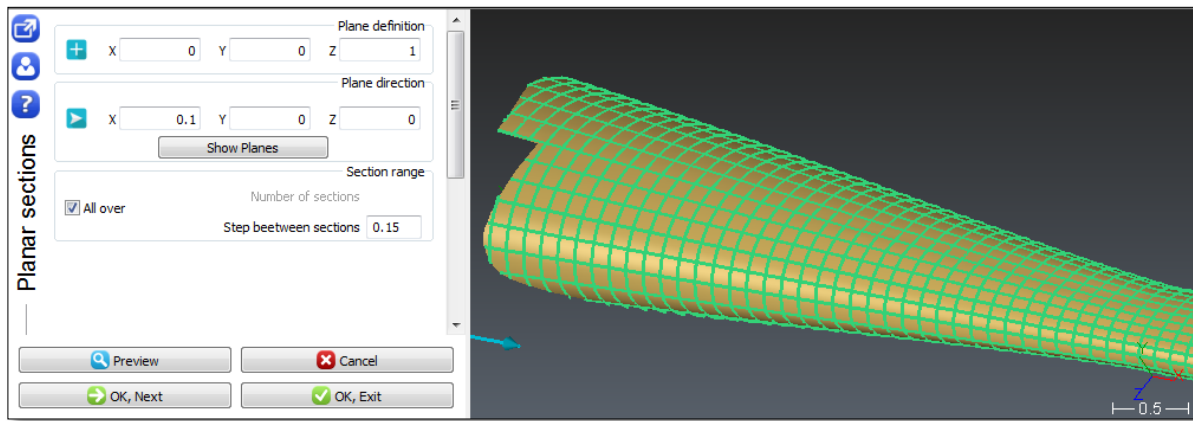 Plane definition
X 0 Y 0 Z 1
Plane direction
X 0.1 Y 0 Z 0
Show Planes
Section range
Number of sections
All over
Step beetween sections 0.15
Planar sections
?
Preview
Cancel
OK, Next
OK, Exit
Y
X
Z
0.5